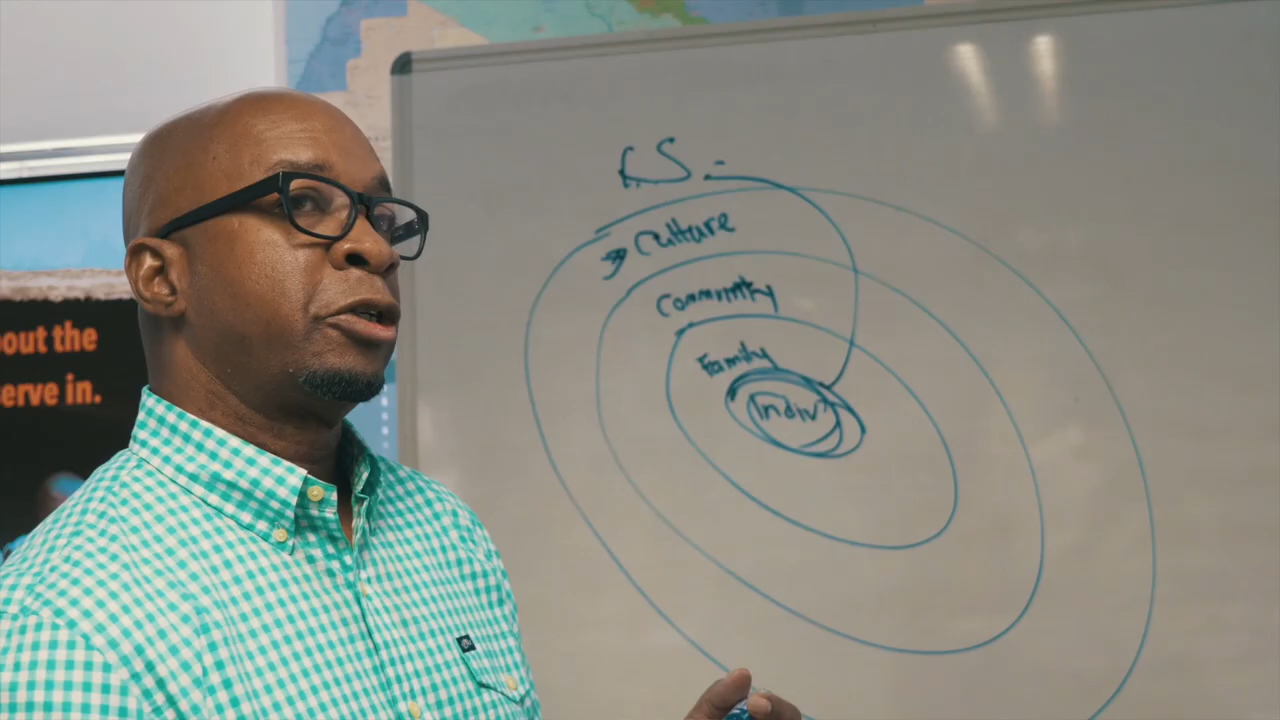 Culture
Community
Family
Indiv
out the
erve in.